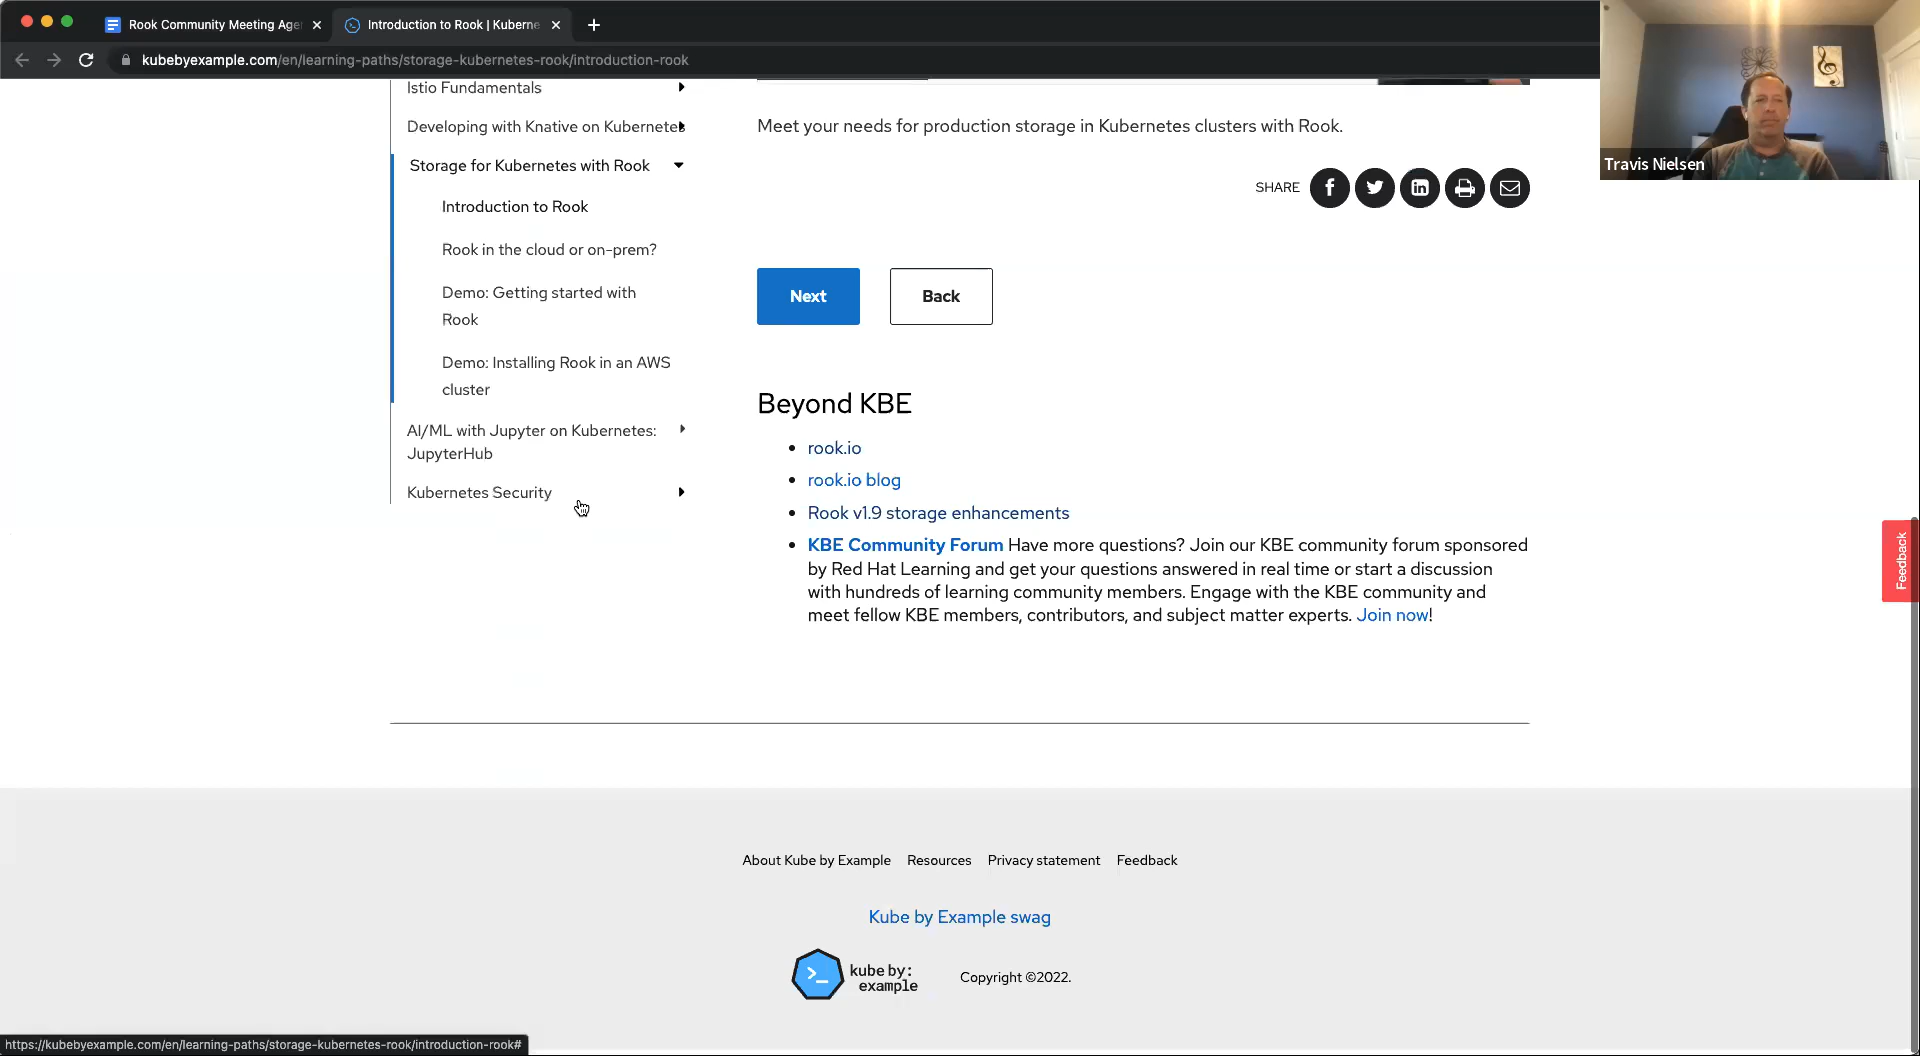 Rook Community Meeting Age
Introduction to Rook | Kuberne
kubebyexample.com/en/learning-paths/storage-kubernetes-rook/introduction-rook
Travis Nielsen
Istio Fundamentals
Developing with Knative on Kubernetes
Storage for Kubernetes with Rook
Introduction to Rook
Rook in the cloud or on-prem?
Demo: Getting started with
Rook
Demo: Installing Rook in an AWS
cluster
AI/ML with Jupyter on Kubernetes:
JupyterHub
Kubernetes Security
Meet your needs for production storage in Kubernetes clusters with Rook.
SHARE
Next
Back
Beyond KBE
rook.io
rook.io blog
Rook v1.9 storage enhancements
KBE Community Forum Have more questions? Join our KBE community forum sponsored
by Red Hat Learning and get your questions answered in real time or start a discussion
with hundreds of learning community members. Engage with the KBE community and
meet fellow KBE members, contributors, and subject matter experts. Join now!
Feedback
About Kube by Example Resources Privacy statement Feedback
Kube by Example swag
kube by:
example
Copyright ©2022.
https://kubebyexample.com/en/learning-paths/storage-kubernetes-rook/introduction-rook#